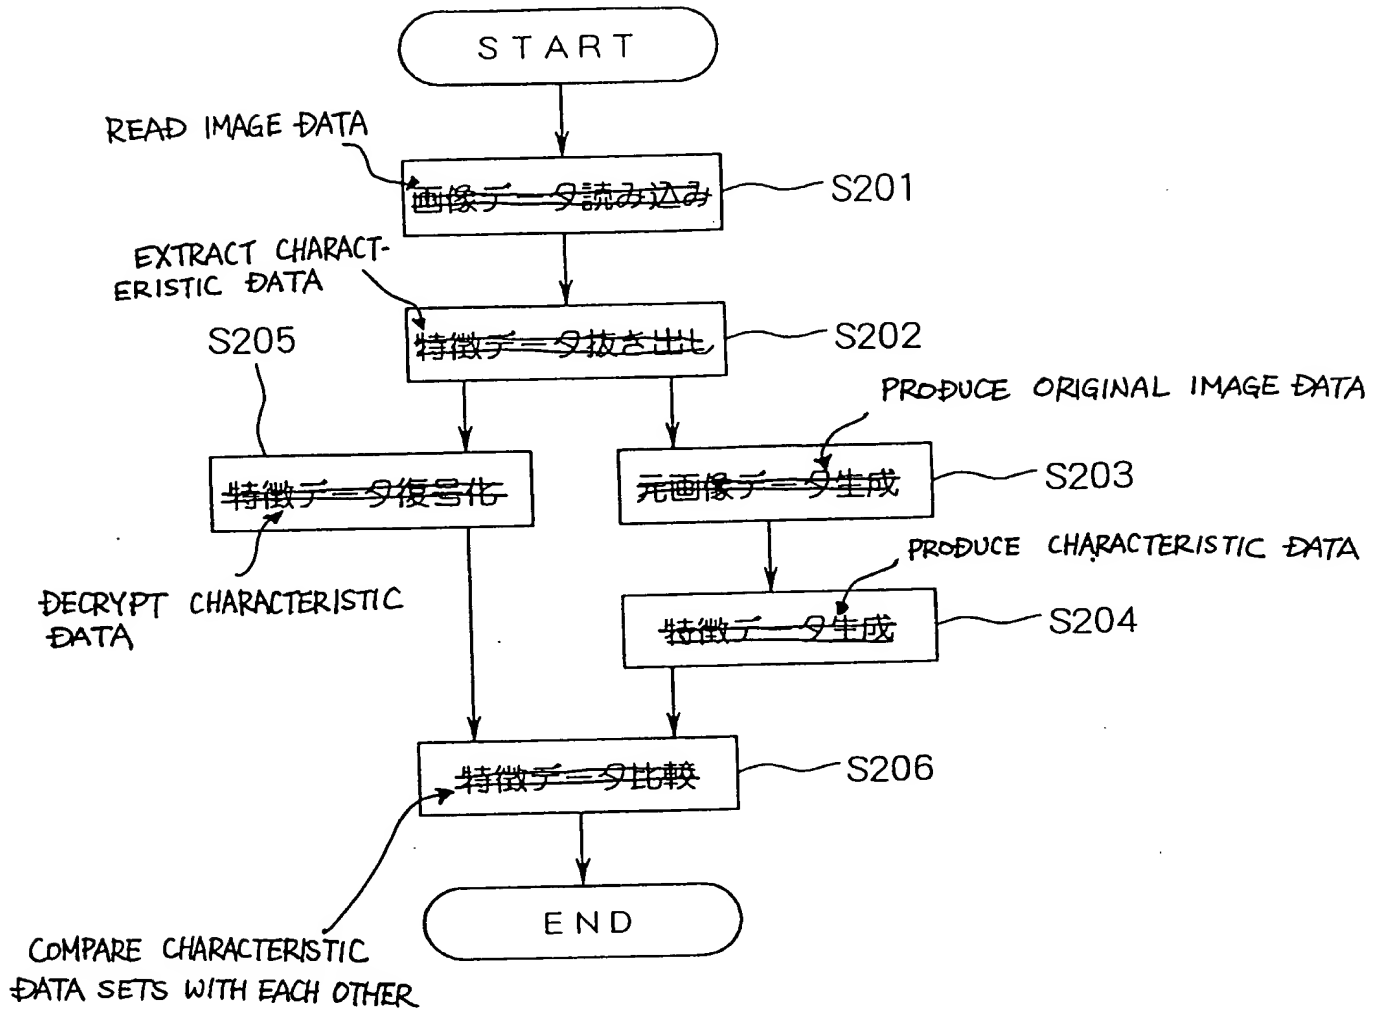 START
READ IMAGE DATA
画像データ読み込み
S201
EXTRACT CHARACT-
ERISTIC DATA
特徴データ抜き出し
S202
S205
PRODUCE ORIGINAL IMAGE DATA
特徴データ復号化
元画像データ生成
S203
DECRYPT CHARACTERISTIC
DATA
PRODUCE CHARACTERISTIC DATA
特徴データ生成
S204
特徴データ比較
S206
END
COMPARE CHARACTERISTIC
DATA SETS WITH EACH OTHER